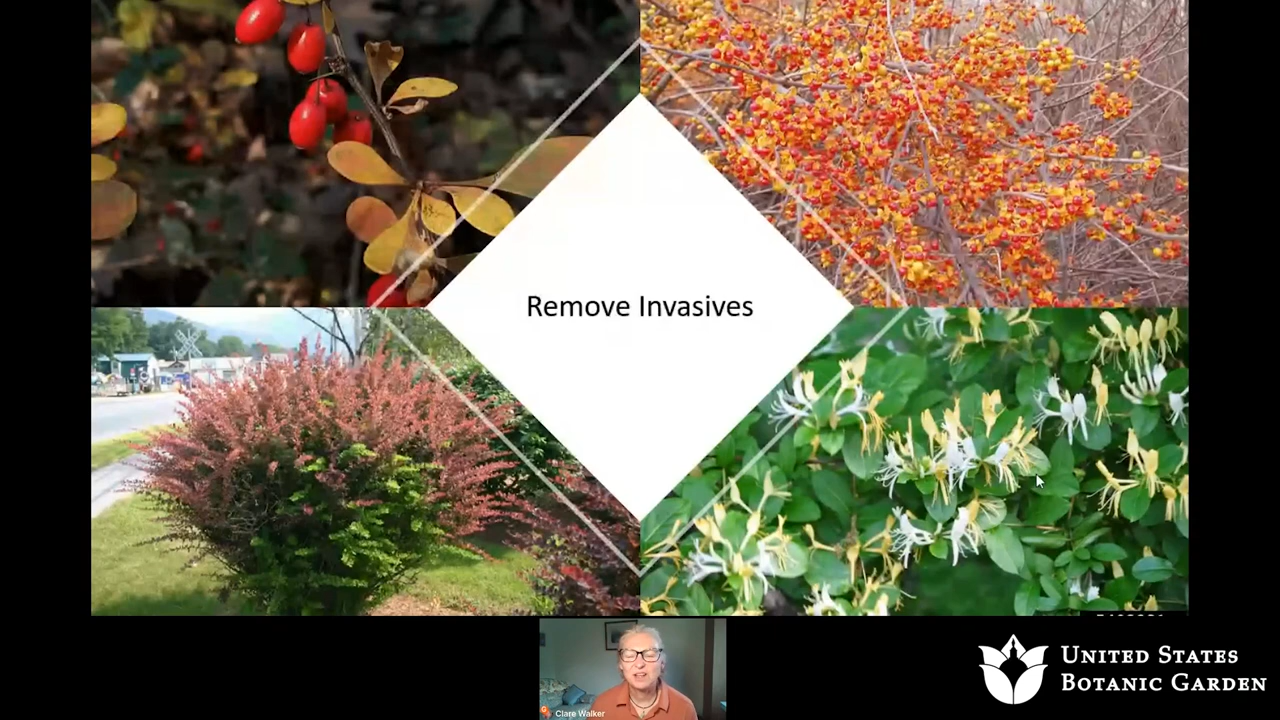 Remove Invasives
Clare Walker
UNITED STATES
BOTANIC GARDEN